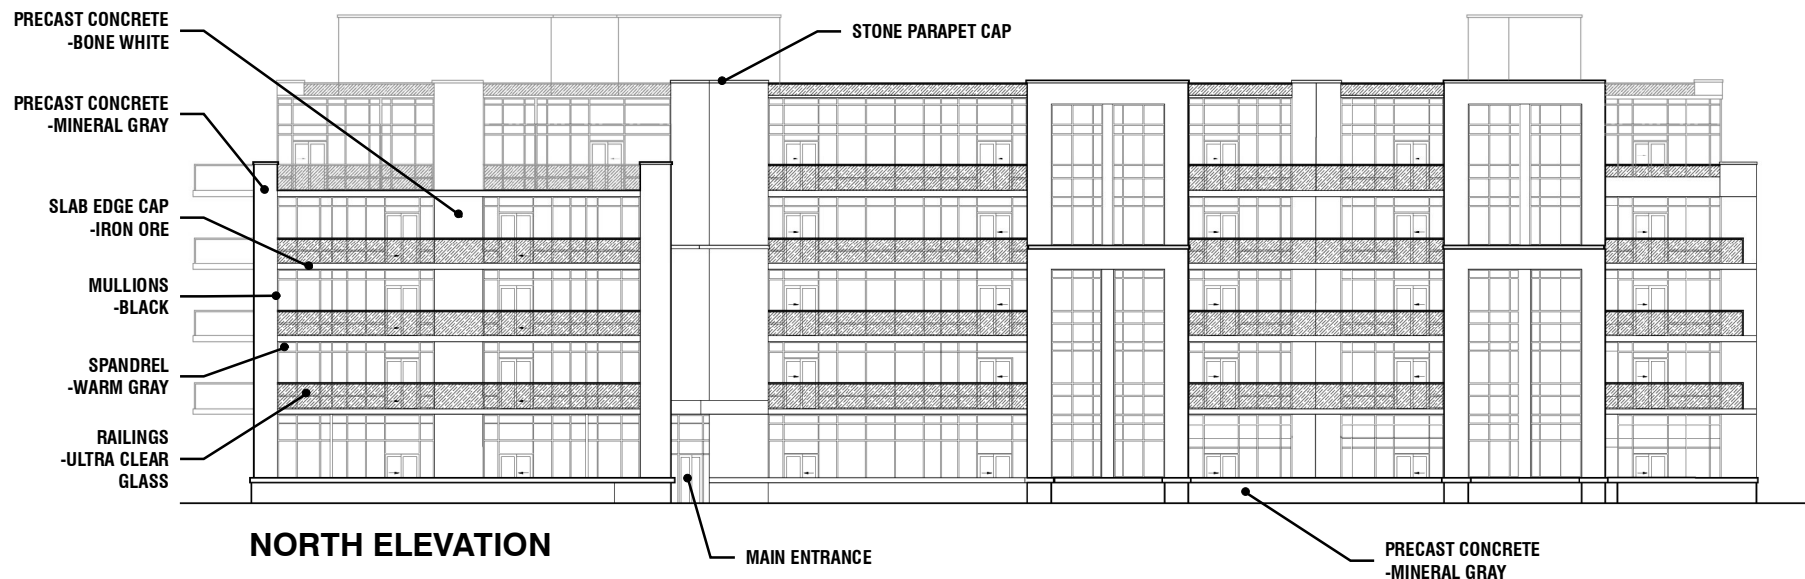 PRECAST CONCRETE
-BONE WHITE
STONE PARAPET CAP
PRECAST CONCRETE
-MINERAL GRAY
SLAB EDGE CAP
-IRON ORE
MULLIONS
-BLACK
SPANDREL
-WARM GRAY
RAILINGS
-ULTRA CLEAR
GLASS
NORTH ELEVATION
MAIN ENTRANCE
PRECAST CONCRETE
-MINERAL GRAY